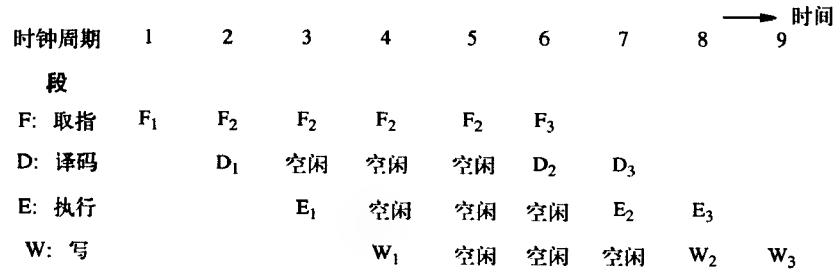 时间
时钟周期 1 2 3 4 5 6 7 8 9
段
F: 取指 F₁ F₂ F₂ F₂ F₂ F₃
D: 译码 D₁ 空闲 空闲 空闲 D₂ D₃
E: 执行 E₁ 空闲 空闲 空闲 E₂ E₃
W: 写 W₁ 空闲 空闲 空闲 W₂ W₃